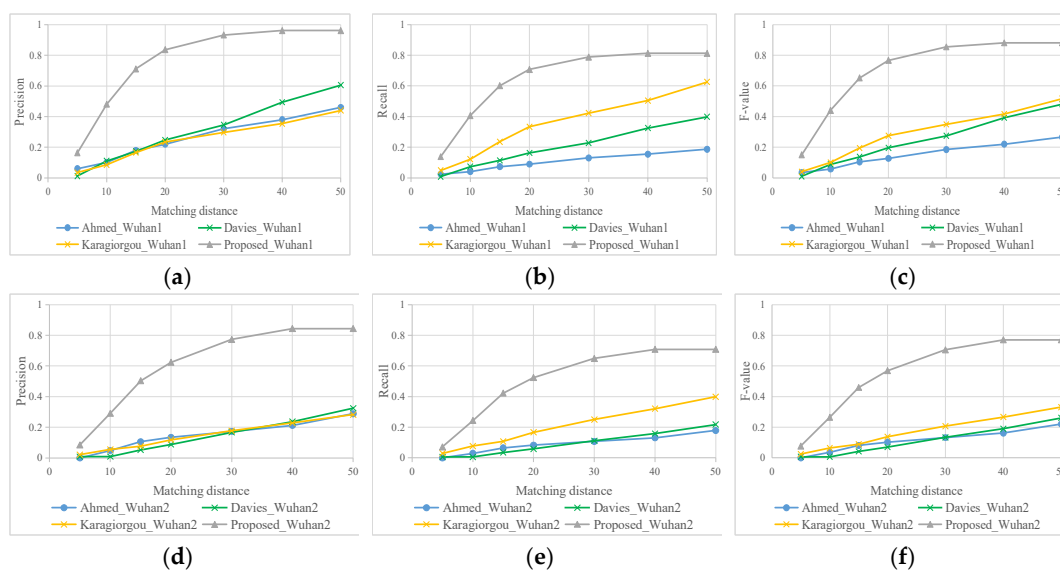 1
0.8
0.6
0.4
0.2
0
Precision
0 10 20 30 40 50
Matching distance
Ahmed_Wuhan1 Davies_Wuhan1
Karagiorgou_Wuhan1 Proposed_Wuhan1
(a)
1
0.8
0.6
0.4
0.2
0
Recall
0 10 20 30 40 50
Matching distance
Ahmed_Wuhan1 Davies_Wuhan1
Karagiorgou_Wuhan1 Proposed_Wuhan1
(b)
1
0.8
0.6
0.4
0.2
0
F-value
0 10 20 30 40 50
Matching distance
Ahmed_Wuhan1 Davies_Wuhan1
Karagiorgou_Wuhan1 Proposed_Wuhan1
(c)
1
0.8
0.6
0.4
0.2
0
Precision
0 10 20 30 40 50
Matching distance
Ahmed_Wuhan2 Davies_Wuhan2
Karagiorgou_Wuhan2 Proposed_Wuhan2
(d)
1
0.8
0.6
0.4
0.2
0
Recall
0 10 20 30 40 50
Matching distance
Ahmed_Wuhan2 Davies_Wuhan2
Karagiorgou_Wuhan2 Proposed_Wuhan2
(e)
1
0.8
0.6
0.4
0.2
0
F-value
0 10 20 30 40
Matching distance
Ahmed_Wuhan2 Davies_Wuhan2
Karagiorgou_Wuhan2 Proposed_Wuhan2
(f)